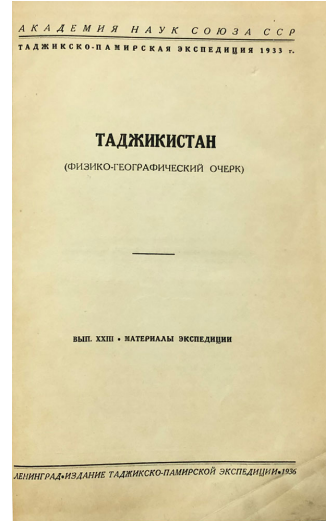 АКАДЕМИЯ НАУК СОЮЗА ССР
ТАДЖИКСКО-ПАМИРСКАЯ ЭКСПЕДИЦИЯ 1933 г.
ТАДЖИКИСТАН
(ФИЗИКО-ГЕОГРАФИЧЕСКИЙ ОЧЕРК)
ВЫП. XXIII • МАТЕРИАЛЫ ЭКСПЕДИЦИИ
ЛЕНИНГРАД•ИЗДАНИЕ ТАДЖИКСКО-ПАМИРСКОЙ ЭКСПЕДИЦИИ•1936